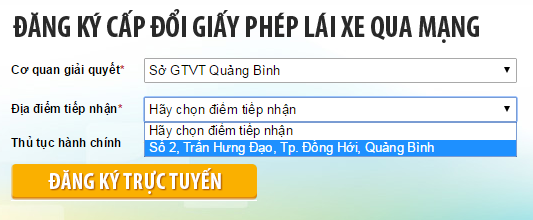 ĐĂNG KÝ CẤP ĐỔI GIẤY PHÉP LÁI XE QUA MẠNG
Cơ quan giải quyết* Sở GTVT Quảng Bình
Địa điểm tiếp nhận* Hãy chọn điểm tiếp nhận
Hãy chọn điểm tiếp nhận
Thủ tục hành chính Số 2, Trần Hưng Đạo, Tp. Đồng Hới, Quảng Bình
ĐĂNG KÝ TRỰC TUYẾN